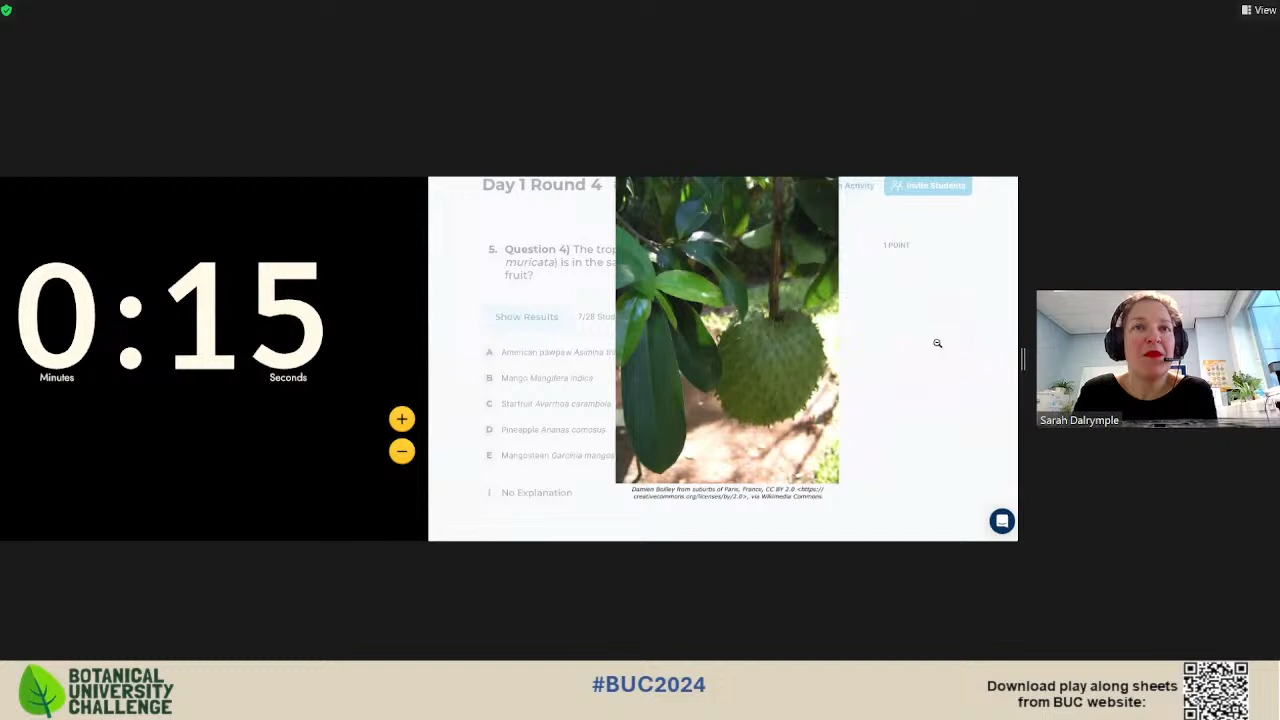 View
0:15
Minutes
Seconds
Day 1 Round 4
Activity
Invite Students
5. Question 4) The
1 POINT
muricata) is in the
fruit?
Show Results
7/28
A American pawpaw Asimina
B Mango Mangifera indica
C Starfruit Averrhoa carambola
D Pineapple Ananas comosus
E Mangosteen Garcinia
No Explanation
Damien Boilley from suburbs of Paris, France, CC BY 2.0 <https://
creativecommons.org/licenses/by/2.0>, via Wikimedia Commons
Sarah Dalrymple
BOTANICAL
UNIVERSITY
CHALLENGE
#BUC2024
Download play along sheets
from BUC website: